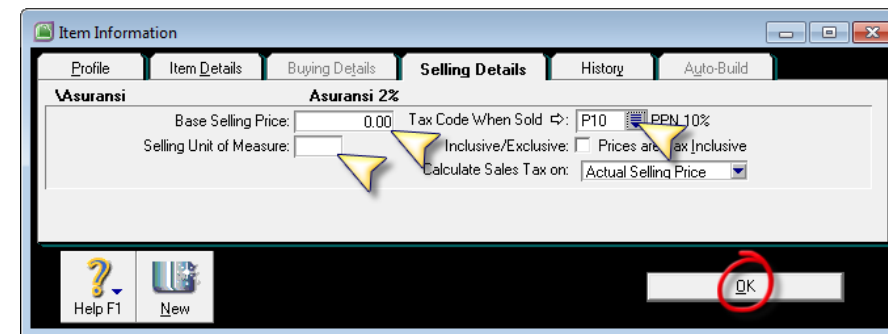 Item Information
Profile Item Details Buying Details Selling Details History Auto-Build
\Asuransi Asuransi 2%
Base Selling Price: 0.00 Tax Code When Sold ⇨: P10 PPN 10%
Selling Unit of Measure: Inclusive/Exclusive: Prices are Tax Inclusive
Calculate Sales Tax on: Actual Selling Price
Help F1 New OK